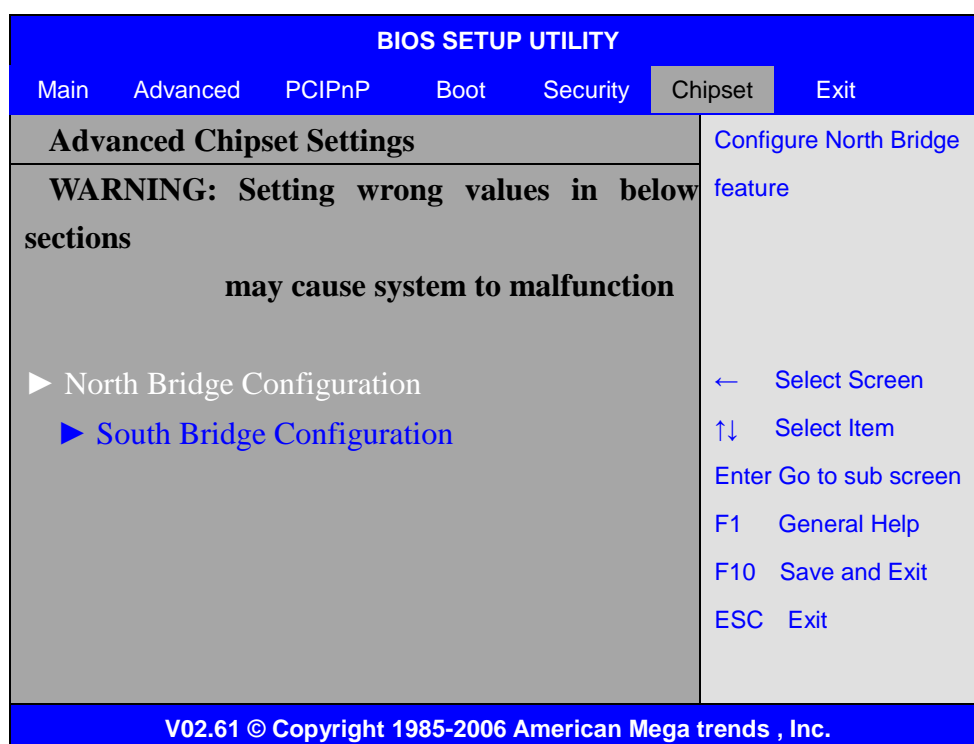 BIOS SETUP UTILITY
Main Advanced PCIPnP Boot Security Chipset Exit
Advanced Chipset Settings
WARNING: Setting wrong values in below
sections
may cause system to malfunction
► North Bridge Configuration
► South Bridge Configuration
Configure North Bridge
feature
← Select Screen
↑↓ Select Item
Enter Go to sub screen
F1 General Help
F10 Save and Exit
ESC Exit
V02.61 © Copyright 1985-2006 American Mega trends , Inc.